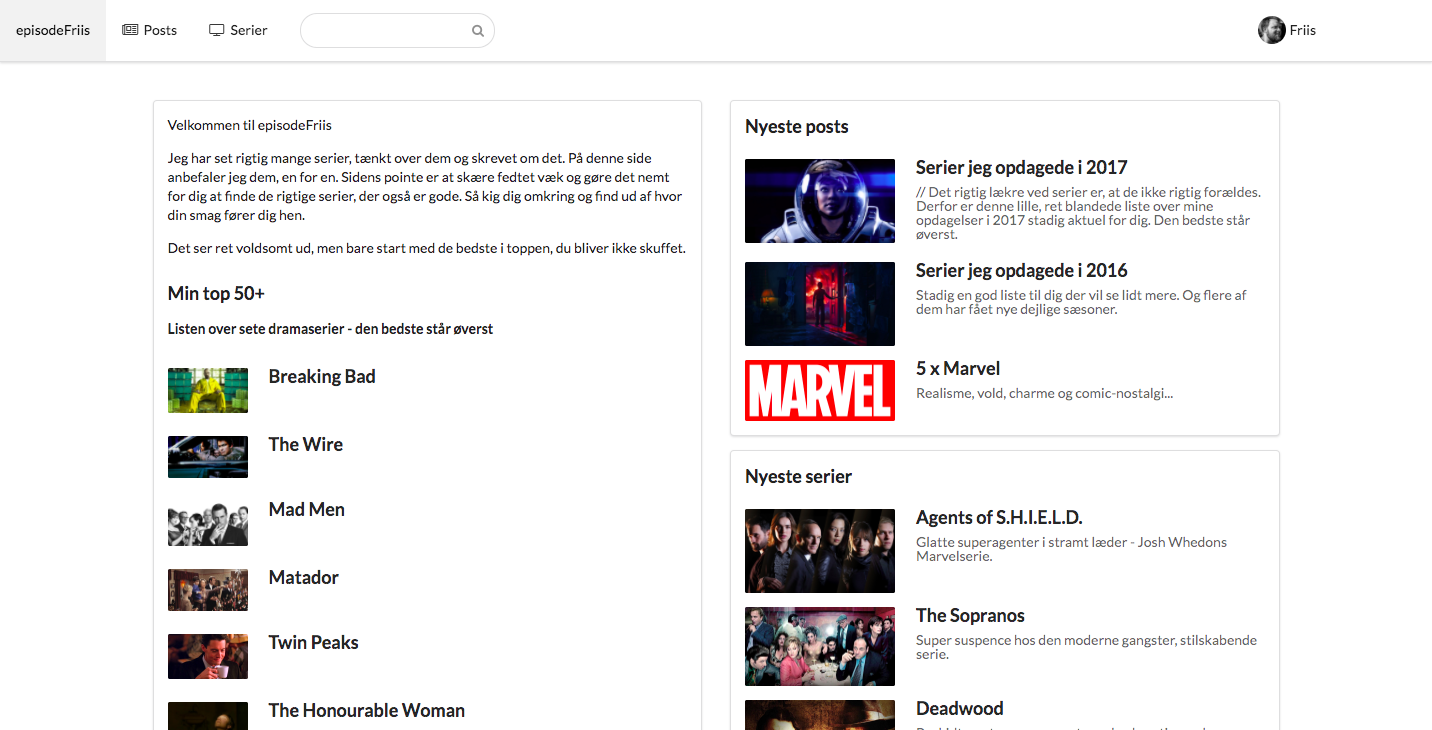 episodeFriis
Posts
Serier
Friis
Velkommen til episodeFriis
Jeg har set rigtig mange serier, tænkt over dem og skrevet om det. På denne side
anbefaler jeg dem, en for en. Sidens pointe er at skære fedtet væk og gøre det nemt
for dig at finde de rigtige serier, der også er gode. Så kig dig omkring og find ud af hvor
din smag fører dig hen.
Det ser ret voldsomt ud, men bare start med de bedste i toppen, du bliver ikke skuffet.
Min top 50+
Listen over sete dramaserier - den bedste står øverst
Breaking Bad
The Wire
Mad Men
Matador
Twin Peaks
The Honourable Woman
Nyeste posts
Serier jeg opdagede i 2017
// Det rigtig lækre ved serier er, at de ikke rigtig forældes.
Derfor er denne lille, ret blandede liste over mine
opdagelser i 2017 stadig aktuel for dig. Den bedste står
øverst.
Serier jeg opdagede i 2016
Stadig en god liste til dig der vil se lidt mere. Og flere af
dem har fået nye dejlige sæsoner.
MARVEL
5 x Marvel
Realisme, vold, charme og comic-nostalgi...
Nyeste serier
Agents of S.H.I.E.L.D.
Glatte superagenter i stramt læder - Josh Whedons
Marvelserie.
The Sopranos
Super suspence hos den moderne gangster, stilskabende
serie.
Deadwood